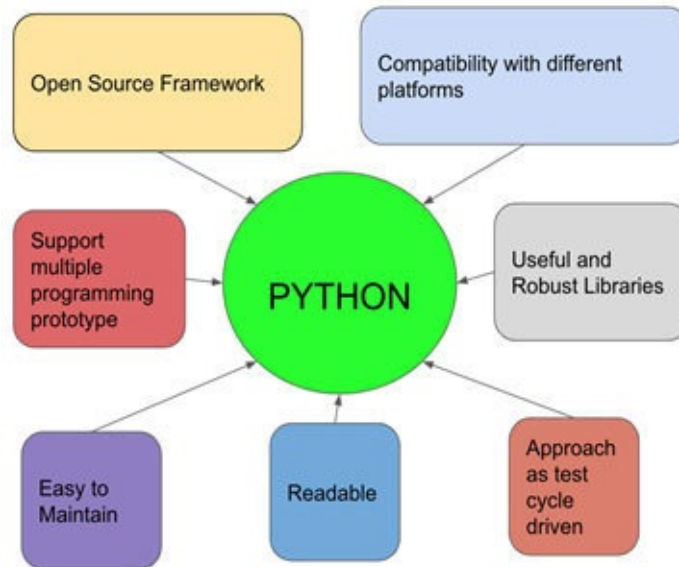 Open Source Framework
Compatibility with different
platforms
Support
multiple
programming
prototype
PYTHON
Useful and
Robust Libraries
Easy to
Maintain
Readable
Approach
as test
cycle
driven